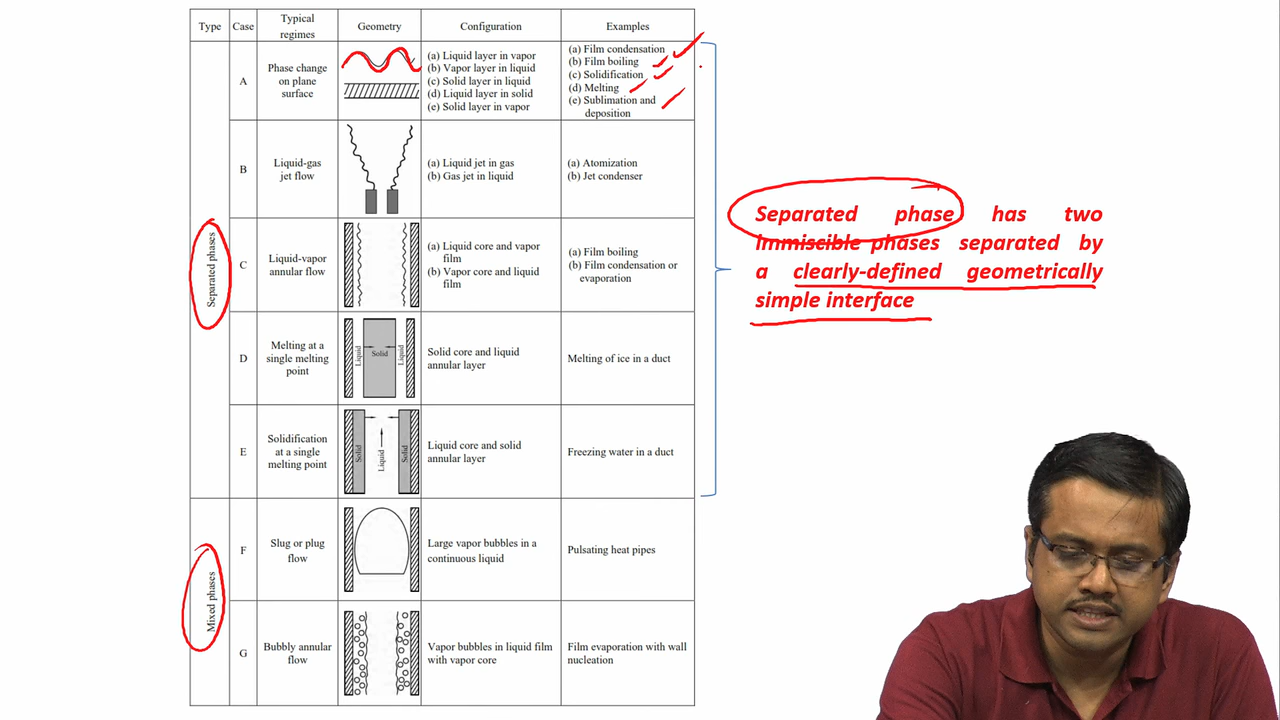 Type Case Typical regimes Geometry Configuration Examples
Separated phases
A
Phase change
on plane
surface
(a) Liquid layer in vapor
(b) Vapor layer in liquid
(c) Solid layer in liquid
(d) Liquid layer in solid
(e) Solid layer in vapor
(a) Film condensation
(b) Film boiling
(c) Solidification
(d) Melting
(e) Sublimation and
deposition
B
Liquid-gas
jet flow
(a) Liquid jet in gas
(b) Gas jet in liquid
(a) Atomization
(b) Jet condenser
C
Liquid-vapor
annular flow
(a) Liquid core and vapor
film
(b) Vapor core and liquid
film
(a) Film boiling
(b) Film condensation or
evaporation
D
Melting at a
single melting
point
Liquid
Solid
Liquid
Solid core and liquid
annular layer
Melting of ice in a duct
E
Solidification
at a single
melting point
Solid
Liquid
Solid
Liquid core and solid
annular layer
Freezing water in a duct
Mixed phases
F
Slug or plug
flow
Large vapor bubbles in a
continuous liquid
Pulsating heat pipes
G
Bubbly annular
flow
Vapor bubbles in liquid film
with vapor core
Film evaporation with wall
nucleation
Separated phase has two
immiscible phases separated by
a clearly-defined geometrically
simple interface